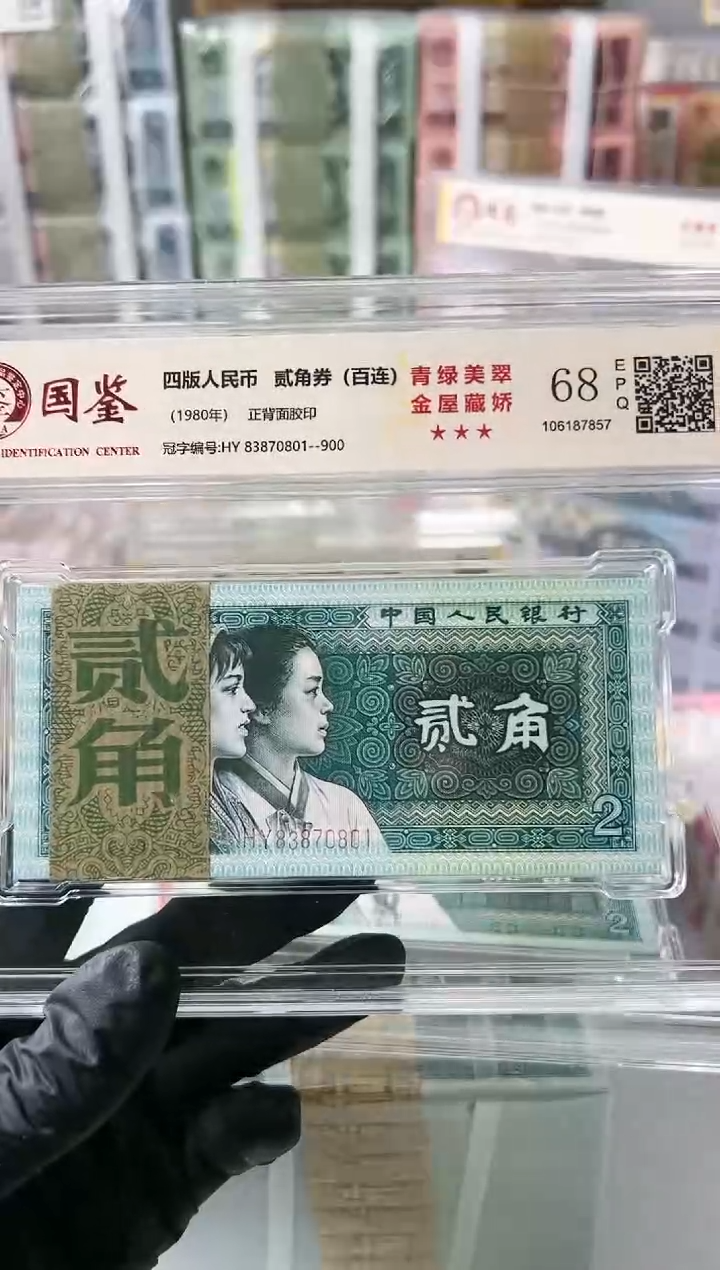 国鉴
IDENTIFICATION CENTER
四版人民币 贰角券（百连）
（1980年） 正背面胶印
冠字编号:HY 83870801--900
青绿美翠
金屋藏娇
★★★
68
EPQ
106187857
贰角
中国人民银行
贰角
2
HY83870801
2